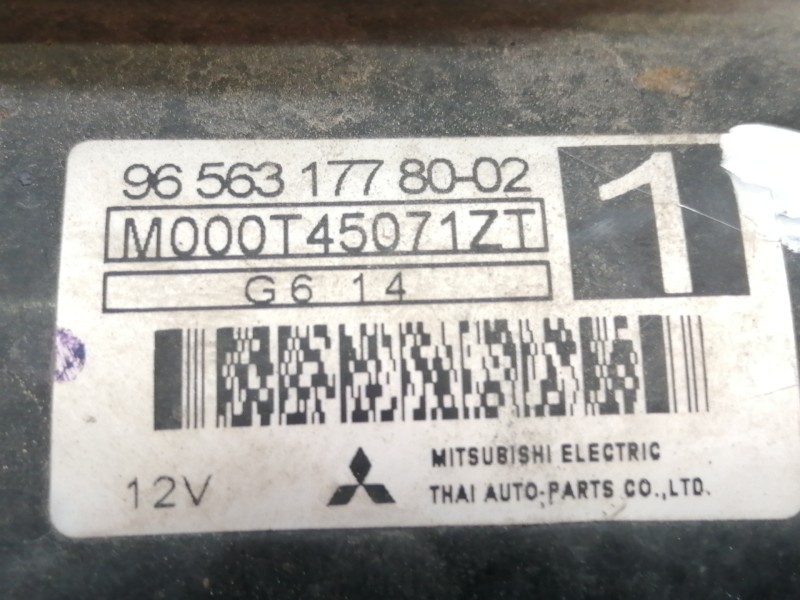 96 563 177 80-02
1
M000T45071ZT
G6 14
12V
MITSUBISHI ELECTRIC
THAI AUTO-PARTS CO.,LTD.